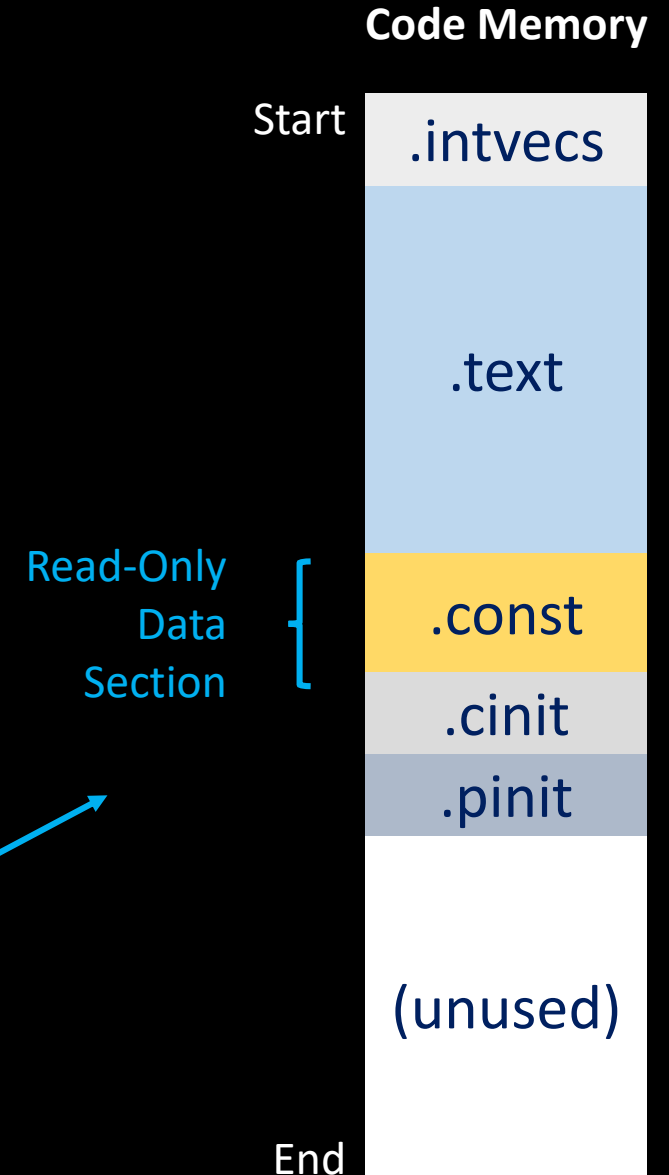 Code Memory
Start
.intvecs
.text
Read-Only
Data
Section
.const
.cinit
.pinit
(unused)
End